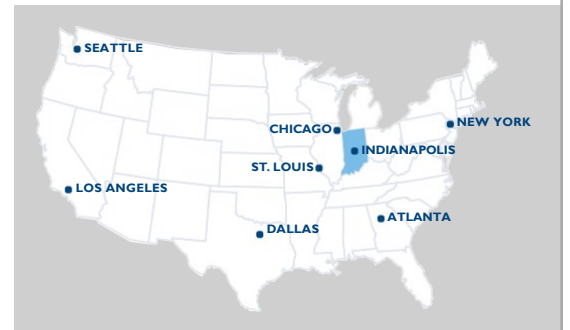 SEATTLE
CHICAGO
NEW YORK
INDIANAPOLIS
ST. LOUIS
LOS ANGELES
ATLANTA
DALLAS